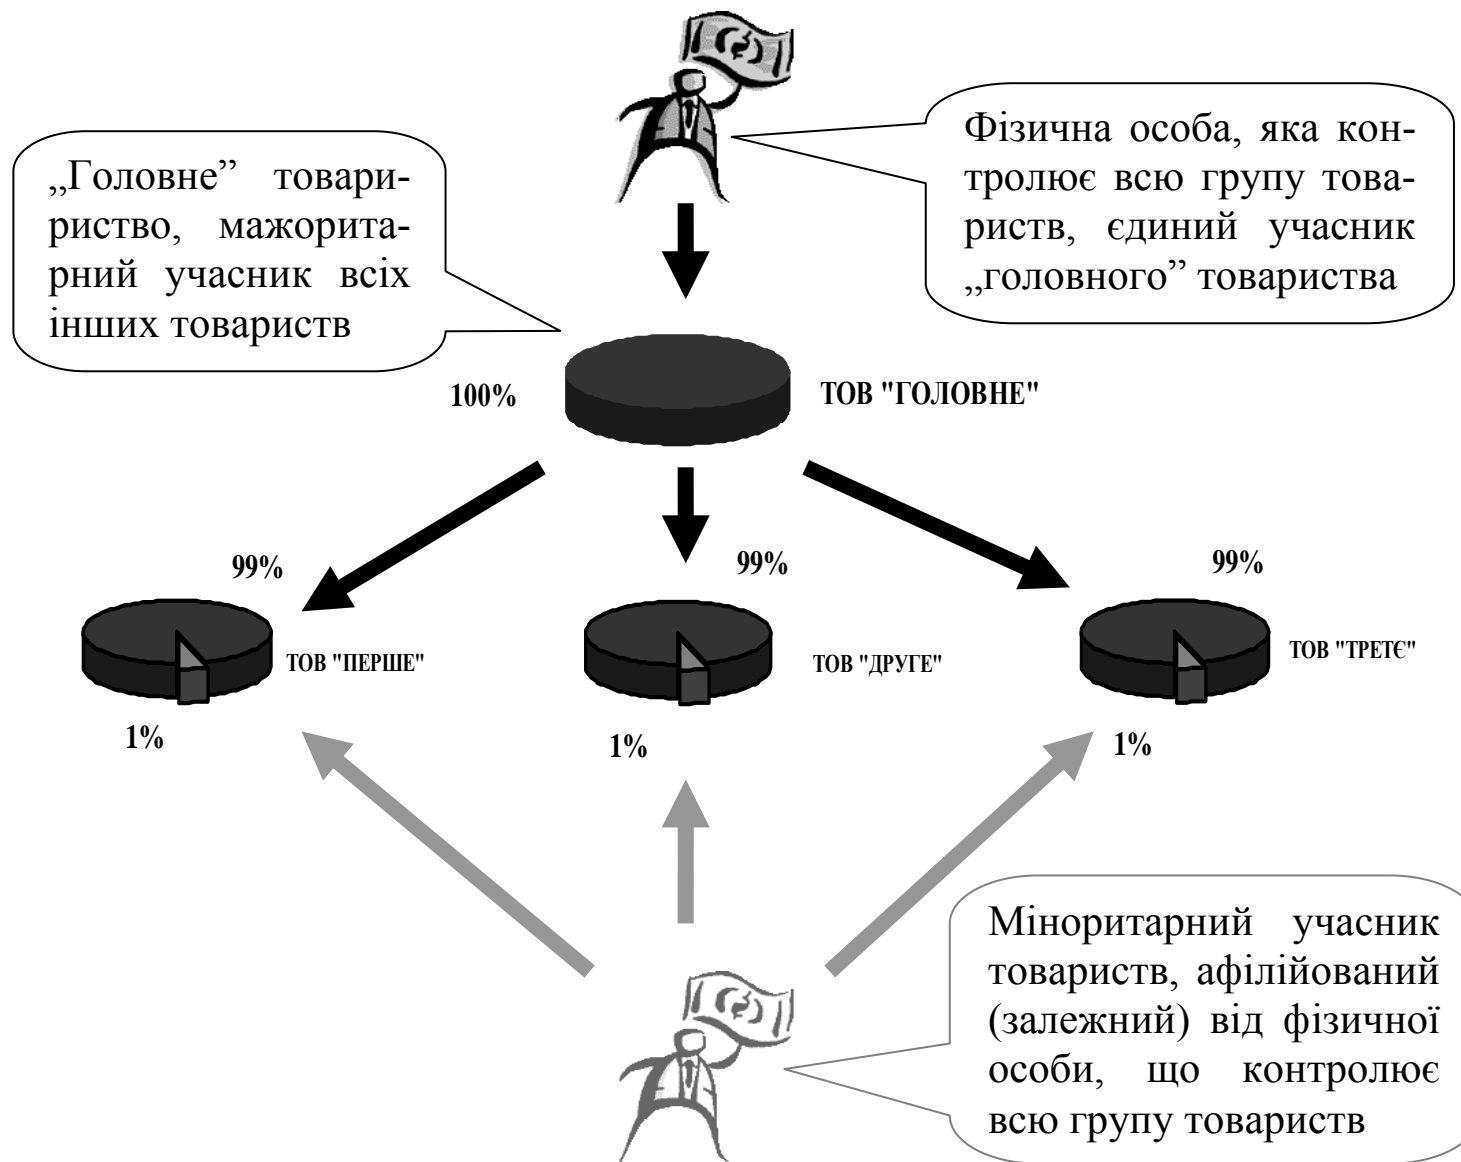 Фізична особа, яка кон-
тролює всю групу това-
риств, єдиний учасник
„головного” товариства
„Головне” товари-
риство, мажорита-
рний учасник всіх
інших товариств
100%
ТОВ "ГОЛОВНЕ"
99%
99%
99%
ТОВ "ПЕРШЕ"
ТОВ "ДРУГЕ"
ТОВ "ТРЕТЄ"
1%
1%
1%
Міноритарний учасник
товариств, афілійований
(залежний) від фізичної
особи, що контролює
всю групу товариств